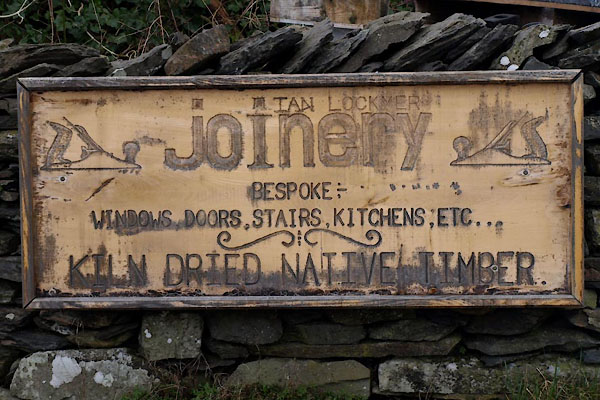 IAN LOCKMER
joinery
BESPOKE:-
WINDOWS, DOORS, STAIRS, KITCHENS, ETC...
KILN DRIED NATIVE TIMBER.